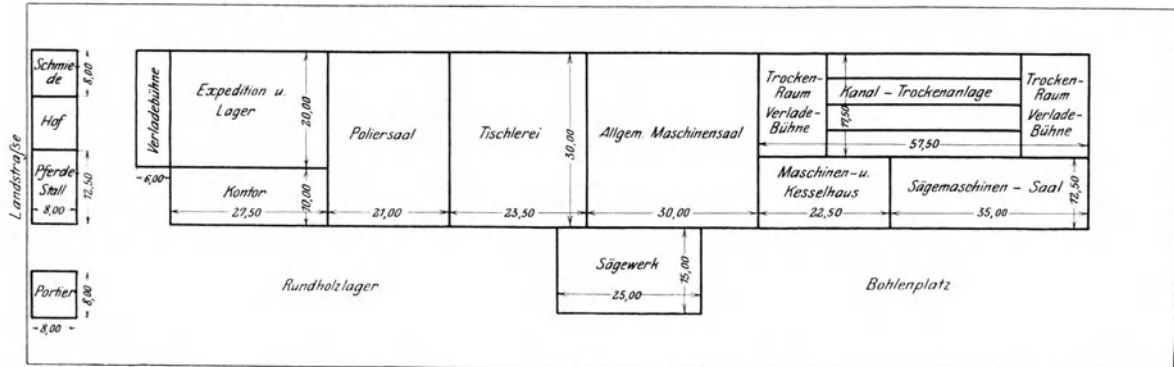 Landstraße
Schmie-
de
8,00
Hof
Pferde
Stall
12,50
8,00
Portier
8,00
8,00
Verladebühne
6,00
Expedition u.
Lager
20,00
Kontor
10,00
27,50
Poliersaal
21,00
Tischlerei
30,00
23,50
Allgem. Maschinensaal
30,00
Trocken-
Raum
Verlade-
Bühne
Kanal - Trockenanlage
17,50
57,50
Trocken-
Raum
Verlade-
Bühne
Maschinen- u.
Kesselhaus
22,50
Sägemaschinen - Saal
35,00
12,50
Sägewerk
15,00
25,00
Rundholzlager
Bohlenplatz